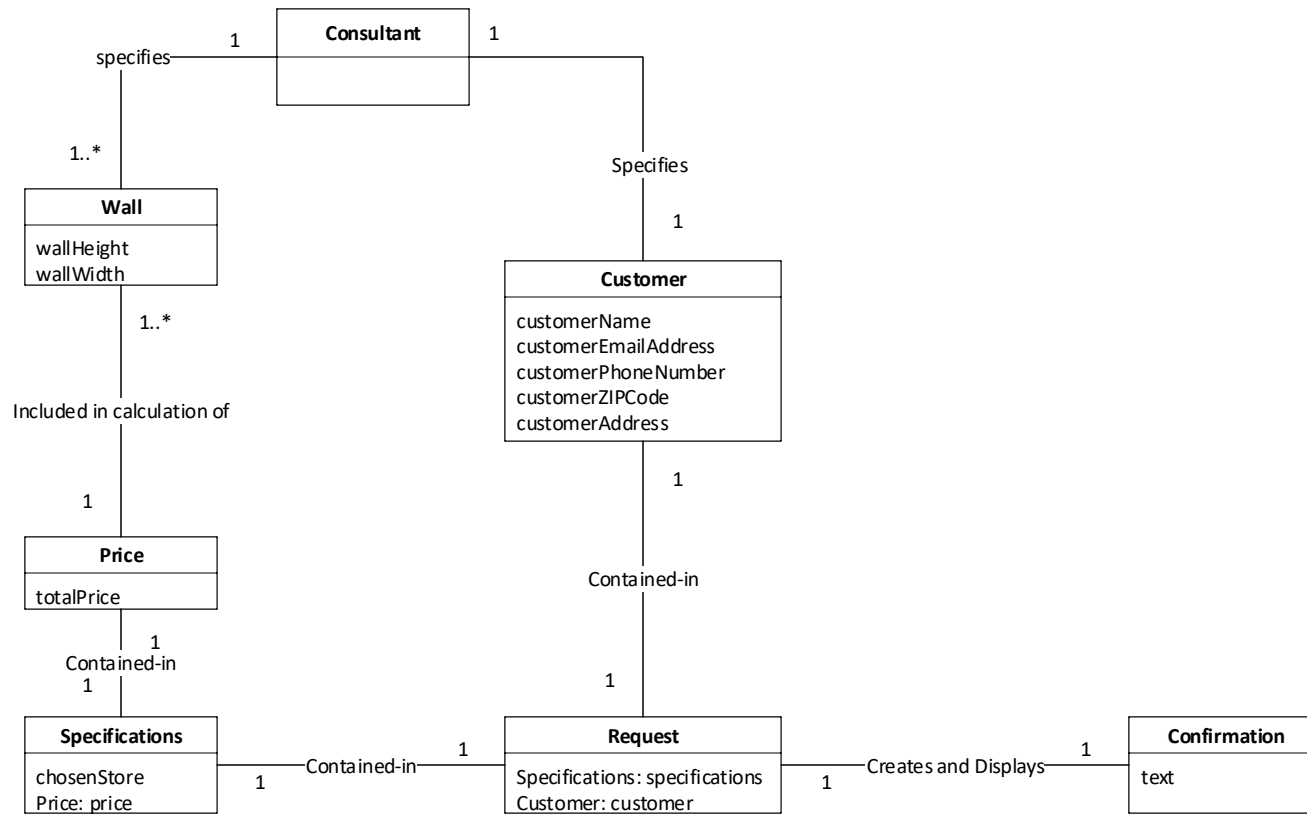 Consultant
1
1
specifies
1..*
Specifies
1
Wall
wallHeight
wallWidth
Customer
customerName
customerEmailAddress
customerPhoneNumber
customerZIPCode
customerAddress
1..*
Included in calculation of
1
1
Price
totalPrice
Contained-in
1
Contained-in
1
1
Specifications
chosenStore
Price: price
1
Contained-in
1
Request
Specifications: specifications
Customer: customer
1
Creates and Displays
1
Confirmation
text